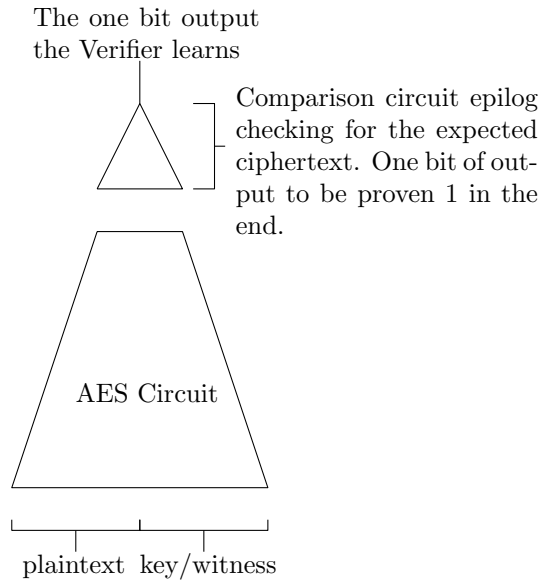 The one bit output
the Verifier learns
Comparison circuit epilog
checking for the expected
ciphertext. One bit of out-
put to be proven 1 in the
end.
AES Circuit
plaintext key/witness